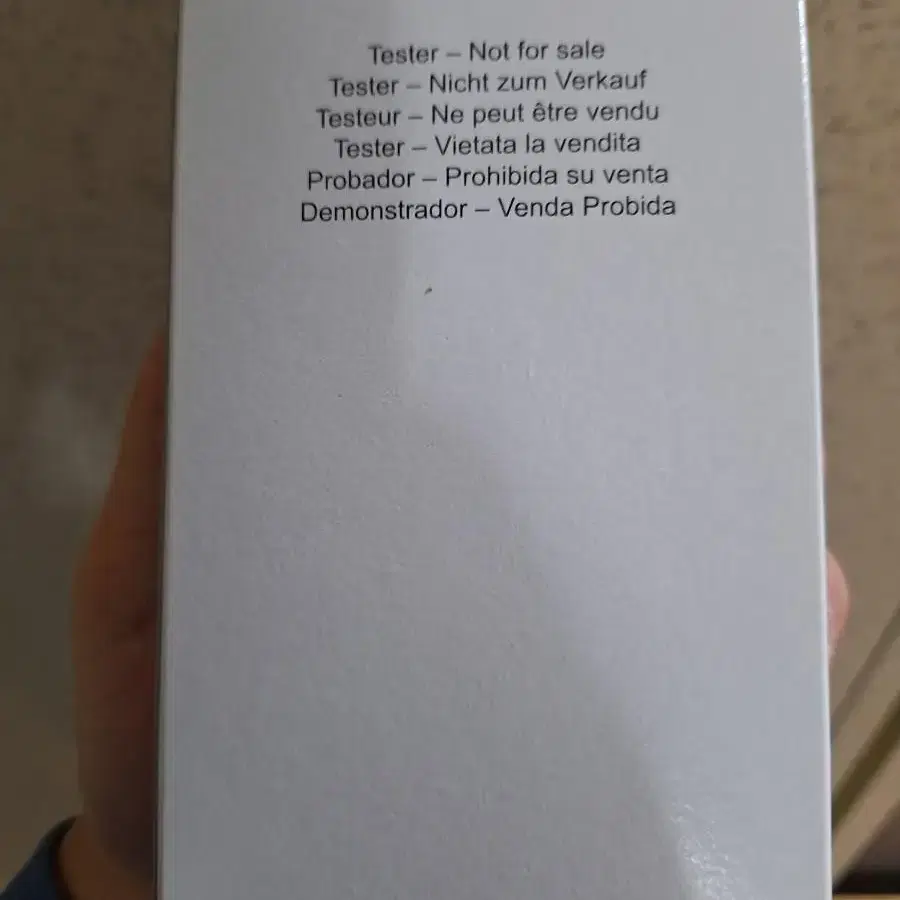 Tester – Not for sale
Tester – Nicht zum Verkauf
Testeur – Ne peut être vendu
Tester – Vietata la vendita
Probador – Prohibida su venta
Demonstrador – Venda Probida